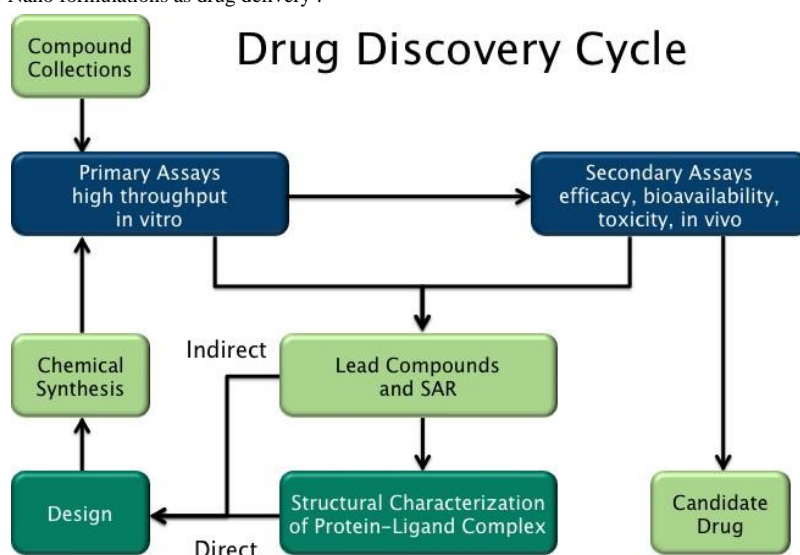 Nano formulations as drug delivery .
Drug Discovery Cycle
Compound
Collections
Primary Assays
high throughput
in vitro
Secondary Assays
efficacy, bioavailability,
toxicity, in vivo
Indirect
Chemical
Synthesis
Lead Compounds
and SAR
Design
Structural Characterization
of Protein-Ligand Complex
Candidate
Drug
Direct